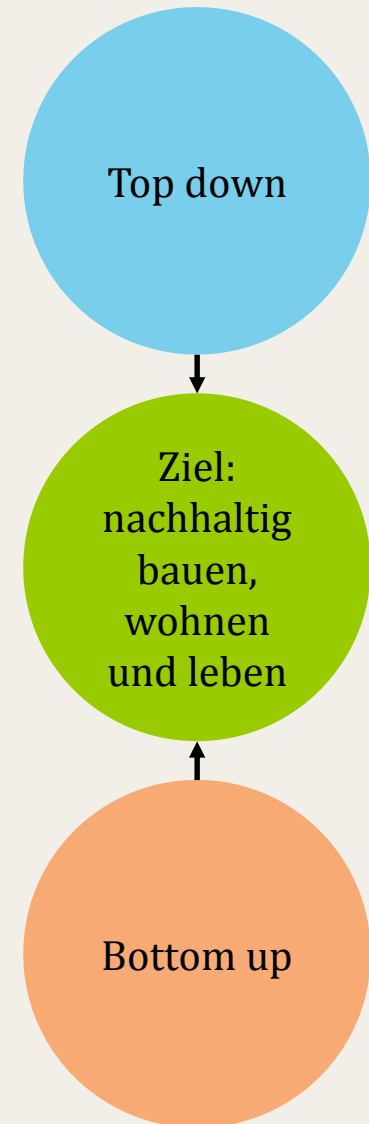 Top down
Ziel:
nachhaltig
bauen,
wohnen
und leben
Bottom up